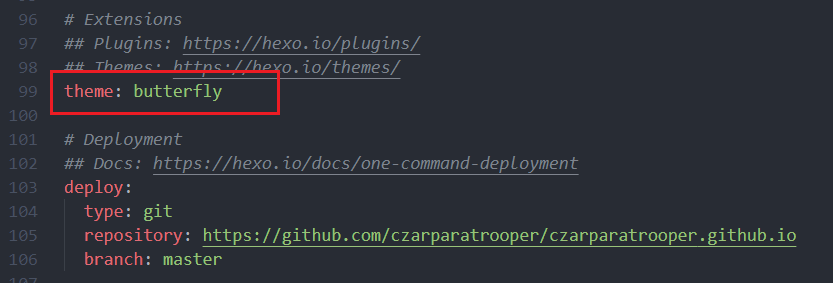 96 # Extensions
97 ## Plugins: https://hexo.io/plugins/
98 ## Themes: https://hexo.io/themes/
99 theme: butterfly
100
101 # Deployment
102 ## Docs: https://hexo.io/docs/one-command-deployment
103 deploy:
104 type: git
105 repository: https://github.com/czarparatrooper/czarparatrooper.github.io
106 branch: master